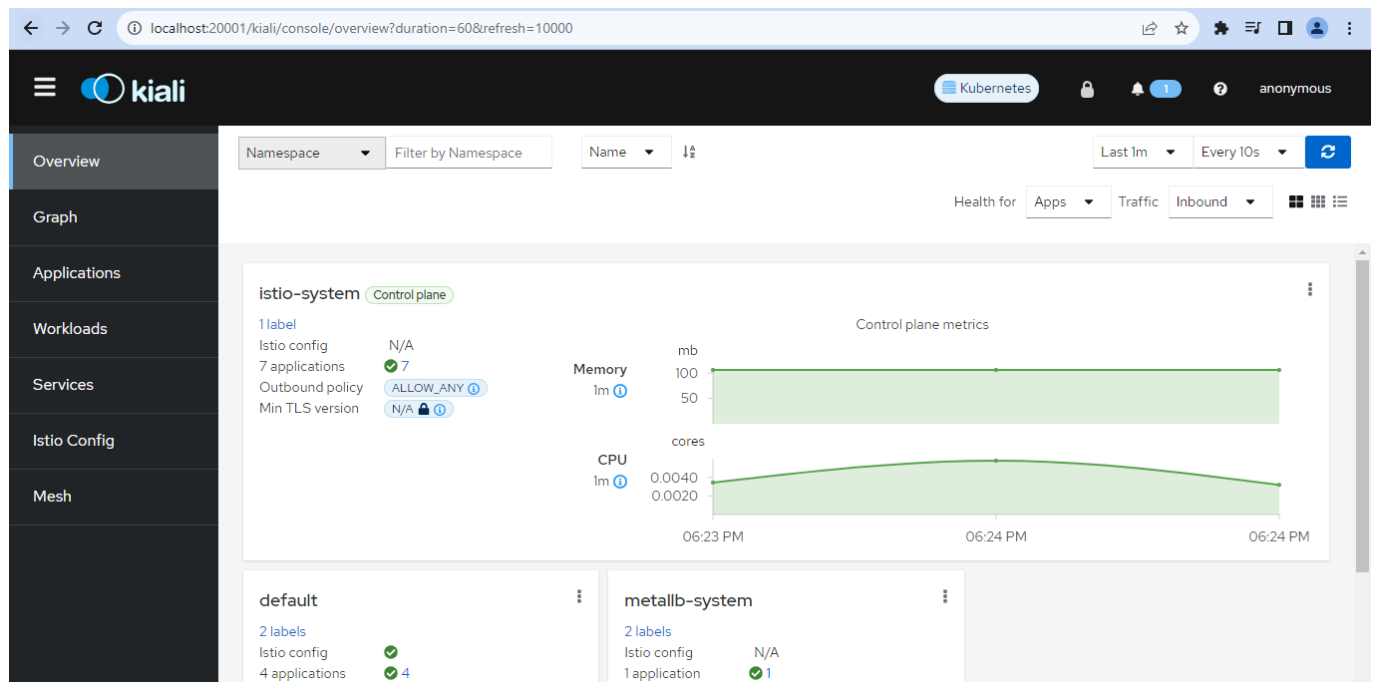 localhost:20001/kiali/console/overview?duration=60&refresh=10000
kiali
Kubernetes
1
anonymous
Overview
Graph
Applications
Workloads
Services
Istio Config
Mesh
Namespace
Filter by Namespace
Name
Last 1m
Every 10s
Health for
Apps
Traffic
Inbound
istio-system
Control plane
1 label
Istio config N/A
7 applications 7
Outbound policy ALLOW_ANY
Min TLS version N/A
Control plane metrics
Memory
1m
mb
100
50
CPU
1m
cores
0.0040
0.0020
06:23 PM
06:24 PM
06:24 PM
default
2 labels
Istio config
4 applications 4
metallb-system
2 labels
Istio config N/A
1 application 1